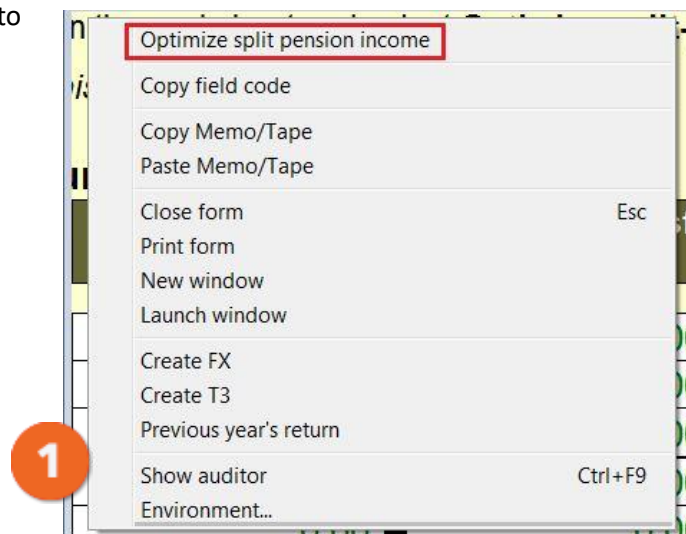 to
Optimize split pension income
Copy field code
Copy Memo/Tape
Paste Memo/Tape
Close form Esc
Print form
New window
Launch window
Create FX
Create T3
Previous year's return
1
Show auditor Ctrl+F9
Environment...